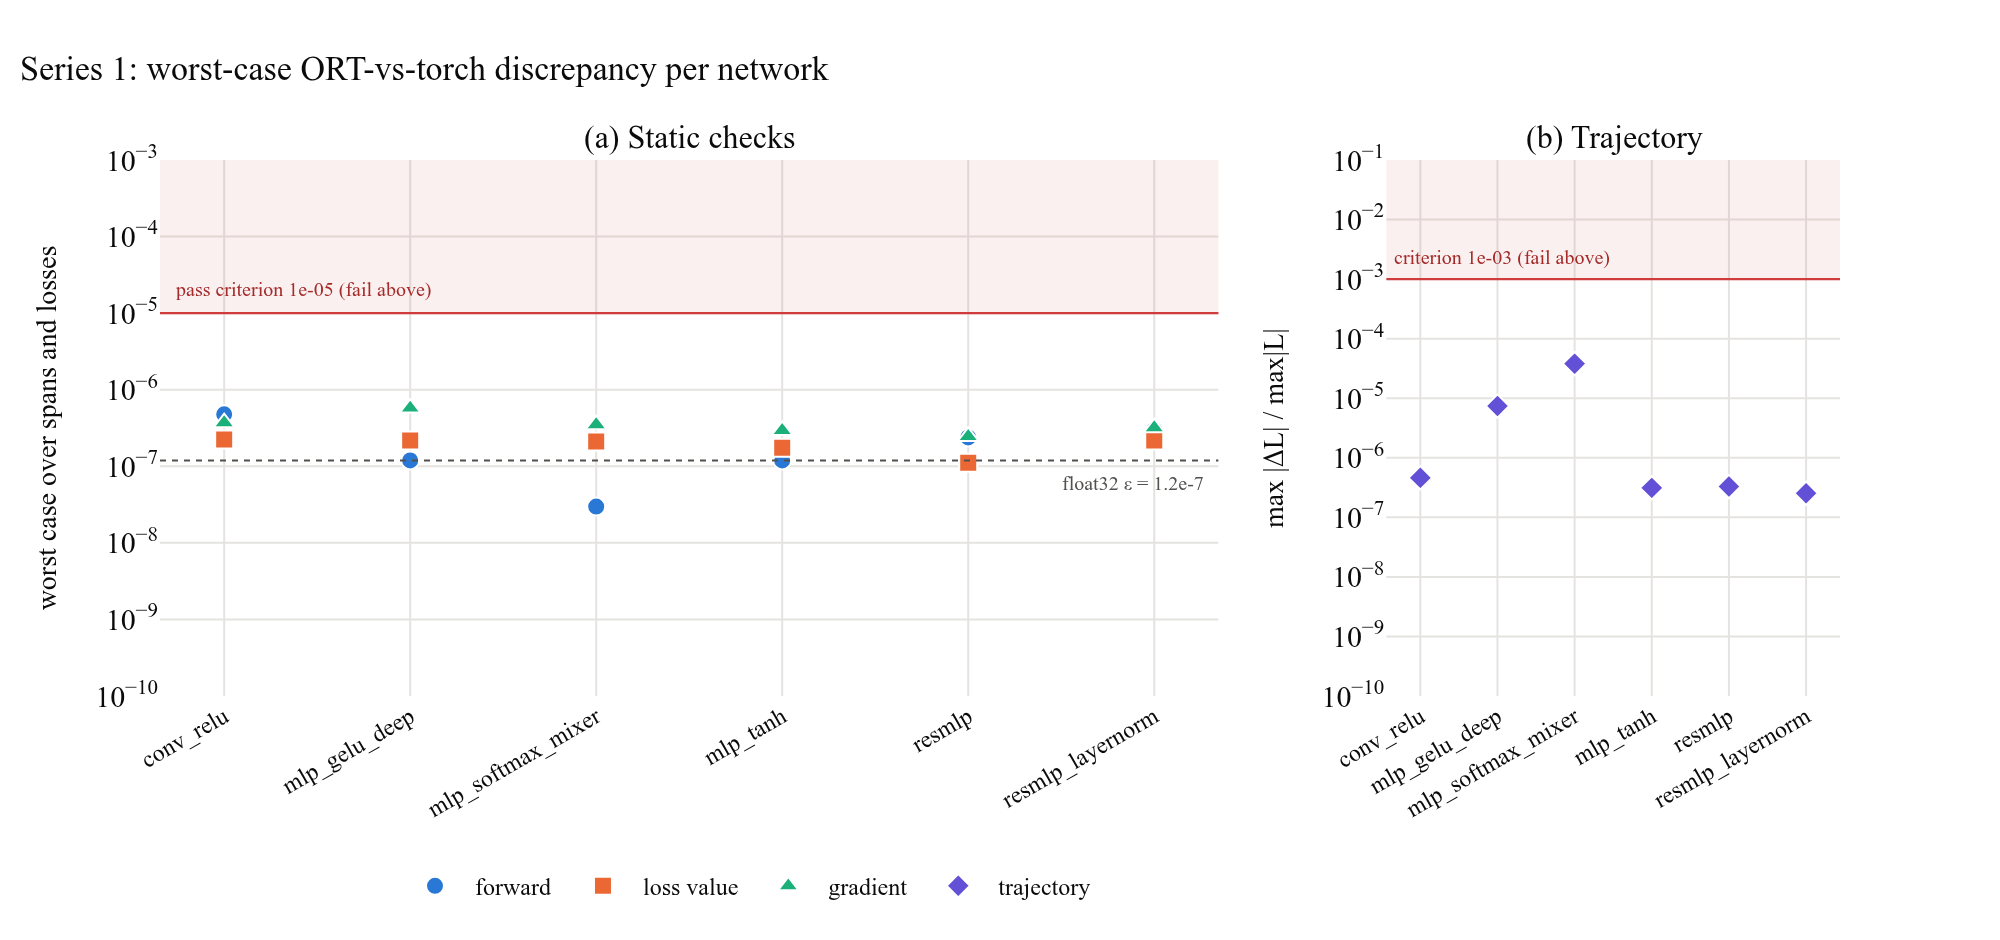 Series 1: worst-case ORT-vs-torch discrepancy per network
(a) Static checks
worst case over spans and losses
10−3
10−4
10−5
10−6
10−7
10−8
10−9
10−10
pass criterion 1e-05 (fail above)
float32 ε = 1.2e-7
conv_relu
mlp_gelu_deep
mlp_softmax_mixer
mlp_tanh
resmlp
resmlp_layernorm
(b) Trajectory
max |ΔL| / max|L|
10−1
10−2
10−3
10−4
10−5
10−6
10−7
10−8
10−9
10−10
criterion 1e-03 (fail above)
conv_relu
mlp_gelu_deep
mlp_softmax_mixer
mlp_tanh
resmlp
resmlp_layernorm
forward
loss value
gradient
trajectory